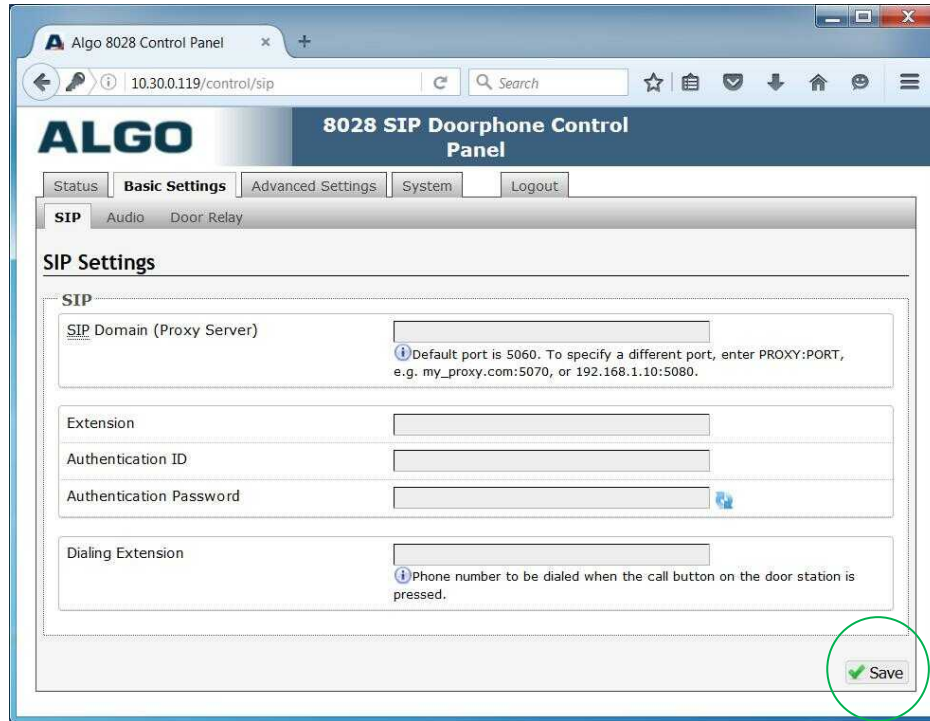 Algo 8028 Control Panel
10.30.0.119/control/sip
Search
ALGO
8028 SIP Doorphone Control
Panel
Status
Basic Settings
Advanced Settings
System
Logout
SIP
Audio
Door Relay
SIP Settings
SIP
SIP Domain (Proxy Server)
Default port is 5060. To specify a different port, enter PROXY:PORT,
e.g. my_proxy.com:5070, or 192.168.1.10:5080.
Extension
Authentication ID
Authentication Password
Dialing Extension
Phone number to be dialed when the call button on the door station is
pressed.
Save